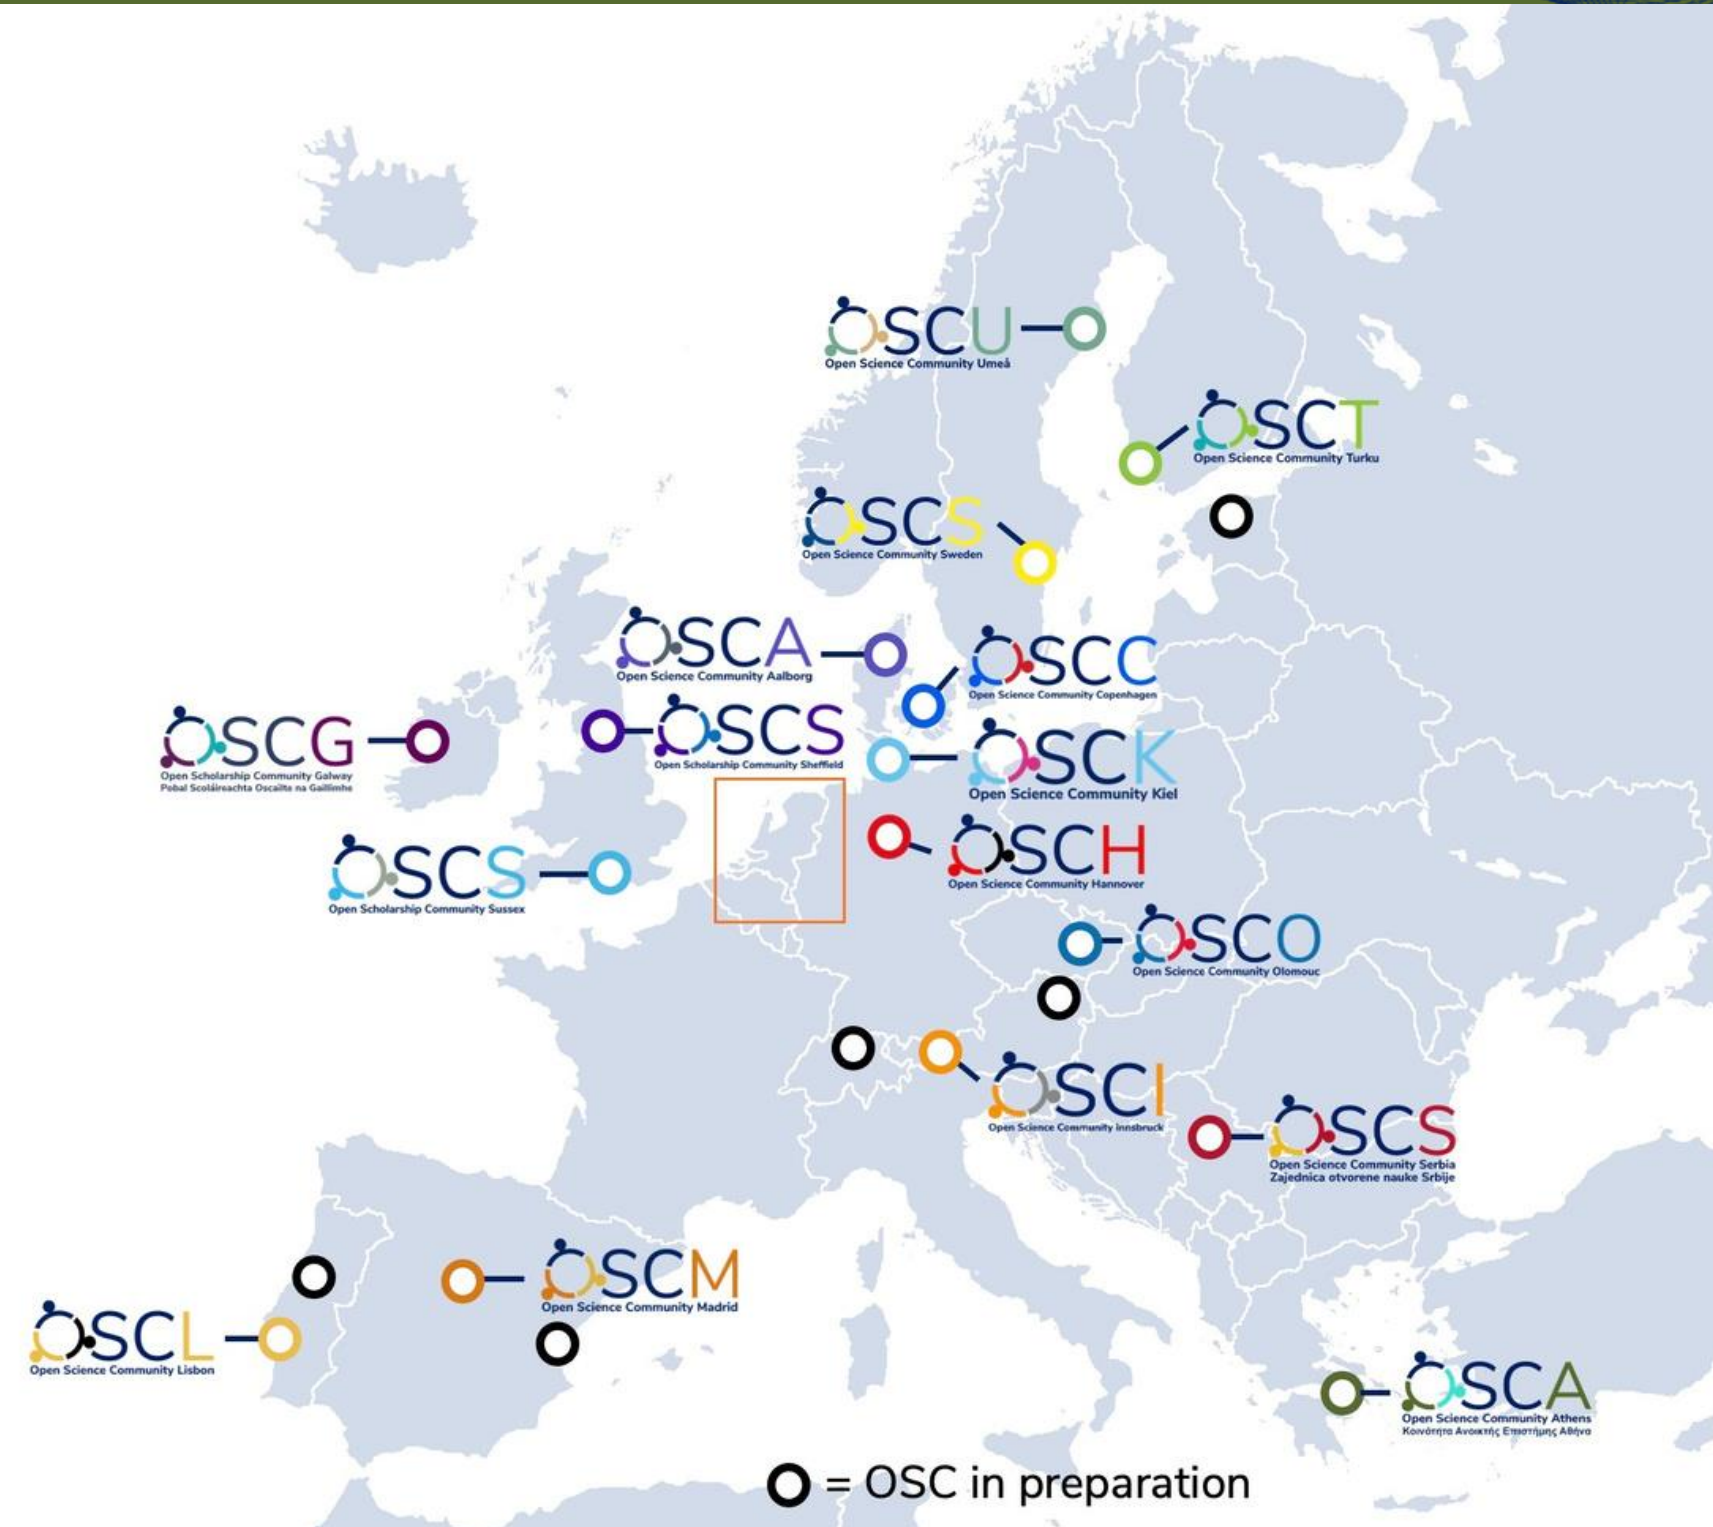 OSCU
Open Science Community Umeå
OSCT
Open Science Community Turku
OSCS
Open Science Community Sweden
OSCA
Open Science Community Aalborg
OSCC
Open Science Community Copenhagen
OSCG
Open Scholarship Community Galway
Pobal Scoláireachta Oscailte na Gaillimhe
OSCS
Open Scholarship Community Sheffield
OSCK
Open Science Community Kiel
OSCH
Open Science Community Hannover
OSCS
Open Scholarship Community Sussex
OSCO
Open Science Community Olomouc
OSCI
Open Science Community Innsbruck
OSCS
Open Science Community Serbia
Zajednica otvorene nauke Srbije
OSCM
Open Science Community Madrid
OSCL
Open Science Community Lisbon
OSCA
Open Science Community Athens
Κοινότητα Ανοικτής Επιστήμης Αθήνα
= OSC in preparation